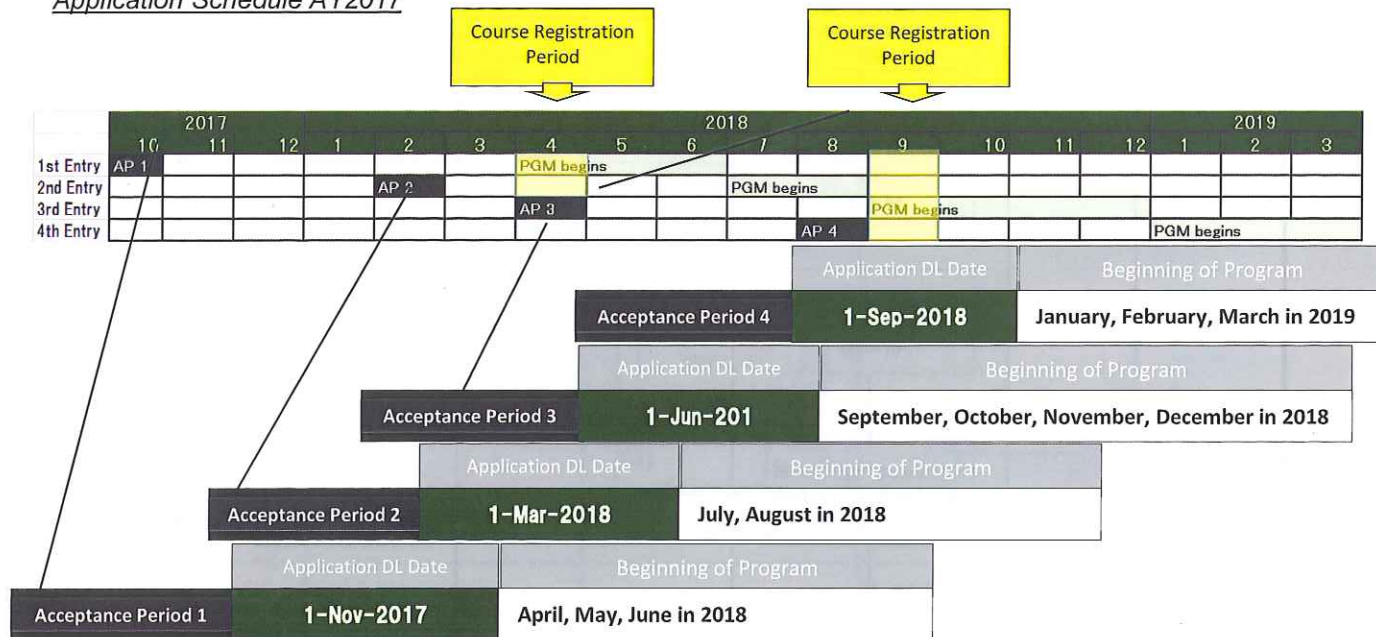 Application Schedule AY2017
Course Registration
Period
Course Registration
Period
2017 2018 2019
10 11 12 1 2 3 4 5 6 7 8 9 10 11 12 1 2 3
1st Entry AP 1 PGM begins
2nd Entry AP 2 PGM begins
3rd Entry AP 3 PGM begins
4th Entry AP 4 PGM begins
Application DL Date Beginning of Program
Acceptance Period 4 1-Sep-2018 January, February, March in 2019
Application DL Date Beginning of Program
Acceptance Period 3 1-Jun-201 September, October, November, December in 2018
Application DL Date Beginning of Program
Acceptance Period 2 1-Mar-2018 July, August in 2018
Application DL Date Beginning of Program
Acceptance Period 1 1-Nov-2017 April, May, June in 2018